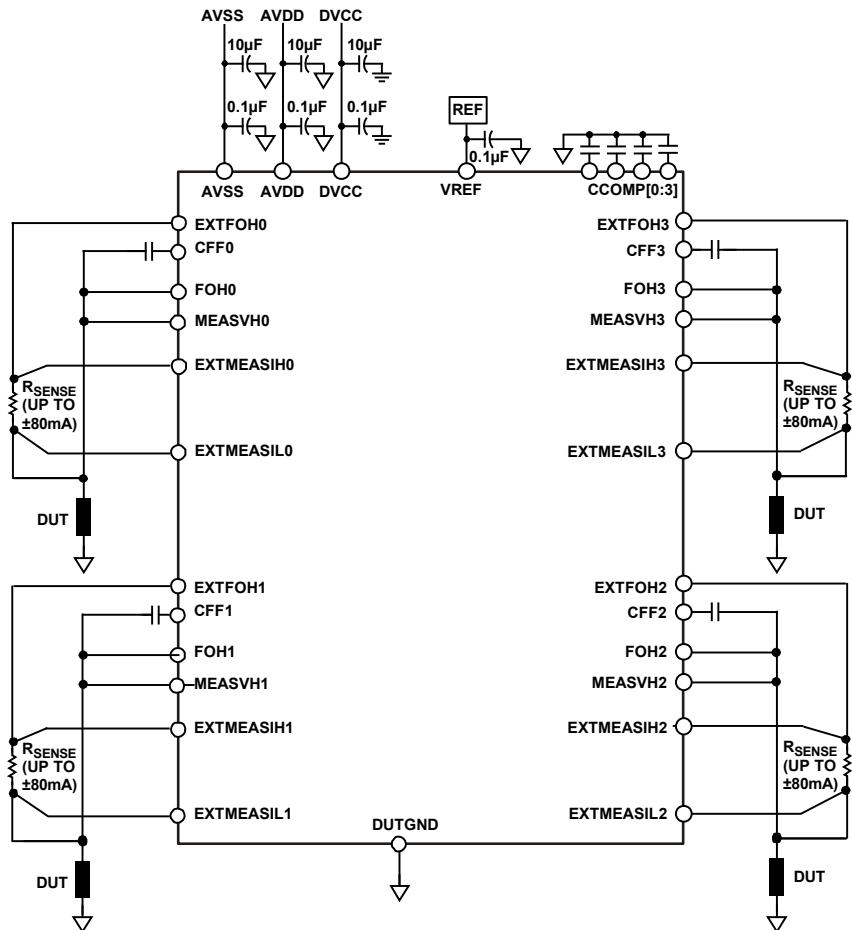 AVSS AVDD DVCC
10µF 10µF 10µF
0.1µF 0.1µF 0.1µF
REF
0.1µF
AVSS AVDD DVCC VREF CCOMP[0:3]
EXTFOH0
CFF0
FOH0
MEASVH0
EXTMEASIH0
RSENSE
(UP TO
±80mA)
EXTMEASIL0
DUT
EXTFOH3
CFF3
FOH3
MEASVH3
EXTMEASIH3
RSENSE
(UP TO
±80mA)
EXTMEASIL3
DUT
EXTFOH1
CFF1
FOH1
MEASVH1
EXTMEASIH1
RSENSE
(UP TO
±80mA)
EXTMEASIL1
DUT
EXTFOH2
CFF2
FOH2
MEASVH2
EXTMEASIH2
RSENSE
(UP TO
±80mA)
EXTMEASIL2
DUT
DUTGND